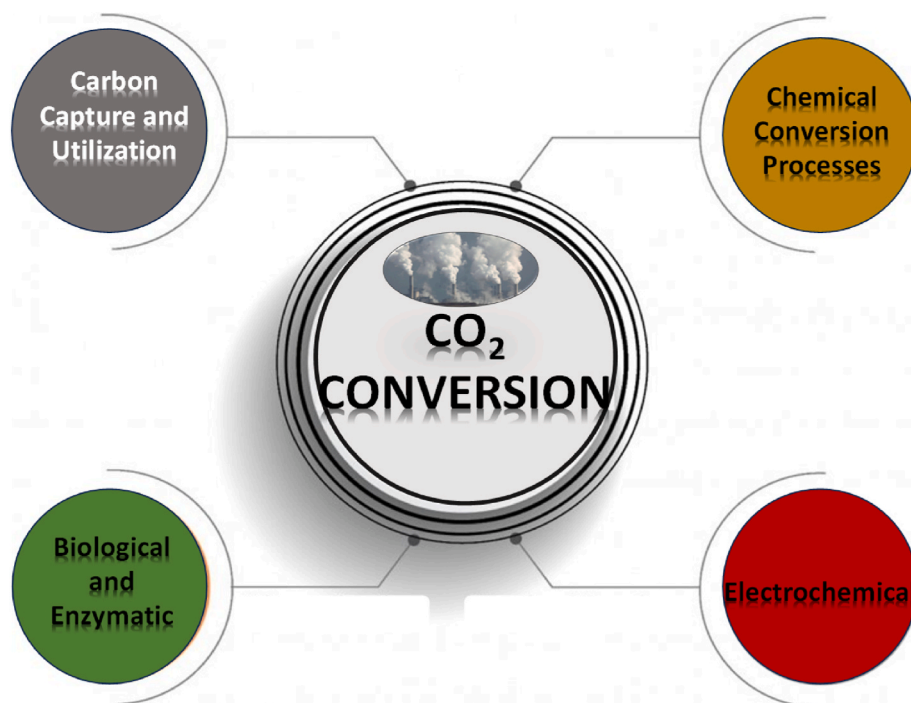 Carbon
Capture and
Utilization
Chemical
Conversion
Processes
CO₂
CONVERSION
Biological
and
Enzymatic
Electrochemica